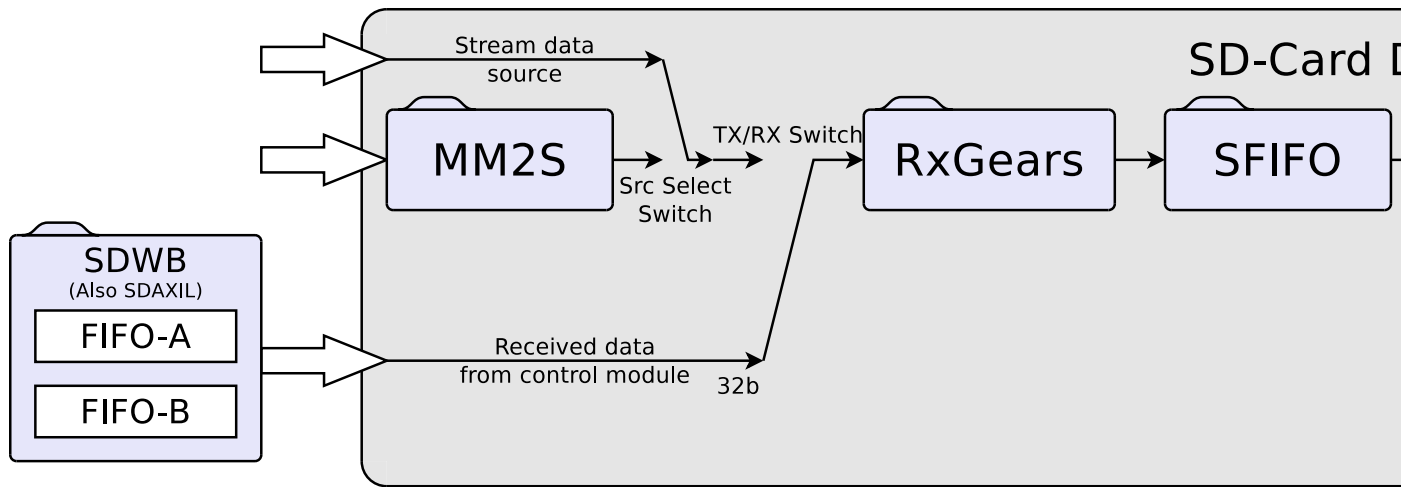 Stream data
source
SD-Card D
MM2S
Src Select
Switch
TX/RX Switch
RxGears
SFIFO
SDWB
(Also SDAXIL)
FIFO-A
FIFO-B
Received data
from control module
32b